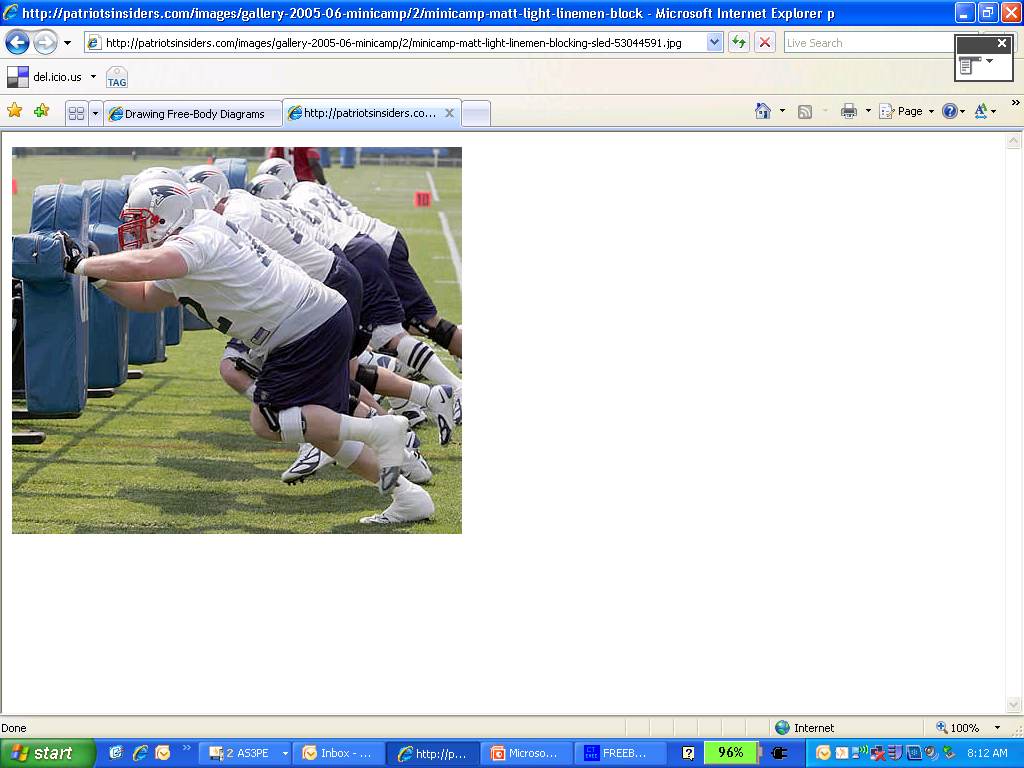 http://patriotsinsiders.com/images/gallery-2005-06-minicamp/2/minicamp-matt-light-linemen-block - Microsoft Internet Explorer p
http://patriotsinsiders.com/images/gallery-2005-06-minicamp/2/minicamp-matt-light-linemen-blocking-sled-53044591.jpg
Live Search
del.icio.us
TAG
Drawing Free-Body Diagrams
http://patriotsinsiders.co...
Page
10
2
Done
Internet
100%
start
2 AS3PE
Inbox - ...
http://p...
Microso...
CT
FREEB...
96%
8:12 AM